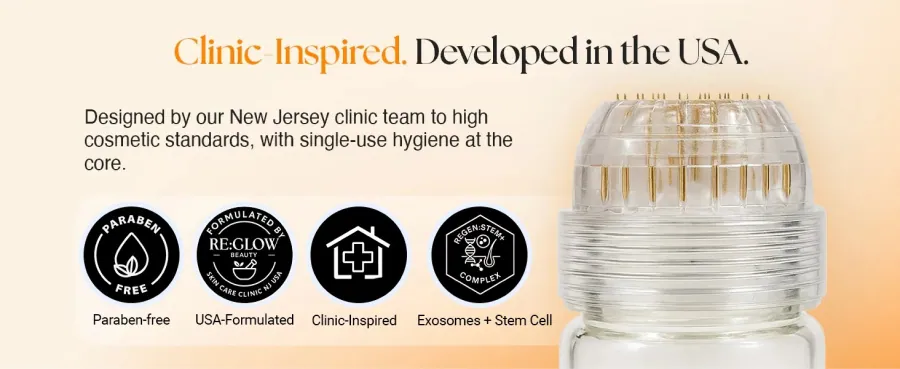 Clinic-Inspired. Developed in the USA.
Designed by our New Jersey clinic team to high
cosmetic standards, with single-use hygiene at the
core.
PARABEN
FREE
FORMULATED BY
RE:GLOW
BEAUTY
SKIN CARE CLINIC NJ USA
REGEN:STEM+
COMPLEX
Paraben-free
USA-Formulated
Clinic-Inspired
Exosomes + Stem Cell